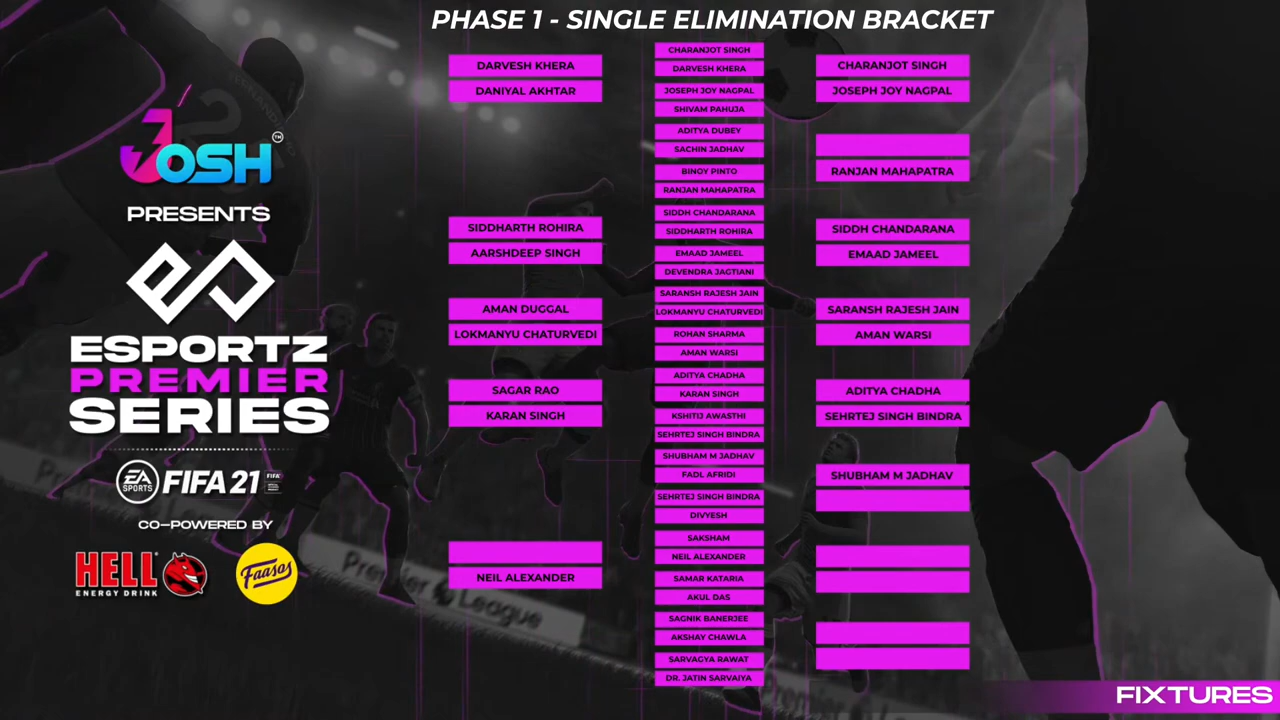 PHASE 1 - SINGLE ELIMINATION BRACKET
JOSH
TM
PRESENTS
ESPORTZ
PREMIER
SERIES
EA
SPORTS
FIFA 21
FIFA
CO-POWERED BY
HELL
ENERGY DRINK
Faasos
DARVESH KHERA
DANIYAL AKHTAR
SIDDHARTH ROHIRA
AARSHDEEP SINGH
AMAN DUGGAL
LOKMANYU CHATURVEDI
SAGAR RAO
KARAN SINGH
NEIL ALEXANDER
CHARANJOT SINGH
DARVESH KHERA
JOSEPH JOY NAGPAL
SHIVAM PAHUJA
ADITYA DUBEY
SACHIN JADHAV
BINOY PINTO
RANJAN MAHAPATRA
SIDDH CHANDARANA
SIDDHARTH ROHIRA
EMAAD JAMEEL
DEVENDRA JAGTIANI
SARANSH RAJESH JAIN
LOKMANYU CHATURVEDI
ROHAN SHARMA
AMAN WARSI
ADITYA CHADHA
KARAN SINGH
KSHITIJ AWASTHI
SEHRTEJ SINGH BINDRA
SHUBHAM M JADHAV
FADL AFRIDI
SEHRTEJ SINGH BINDRA
DIVYESH
SAKSHAM
NEIL ALEXANDER
SAMAR KATARIA
AKUL DAS
SAGNIK BANERJEE
AKSHAY CHAWLA
SARVAGYA RAWAT
DR. JATIN SARVAIYA
CHARANJOT SINGH
JOSEPH JOY NAGPAL
RANJAN MAHAPATRA
SIDDH CHANDARANA
EMAAD JAMEEL
SARANSH RAJESH JAIN
AMAN WARSI
ADITYA CHADHA
SEHRTEJ SINGH BINDRA
SHUBHAM M JADHAV
FIXTURES